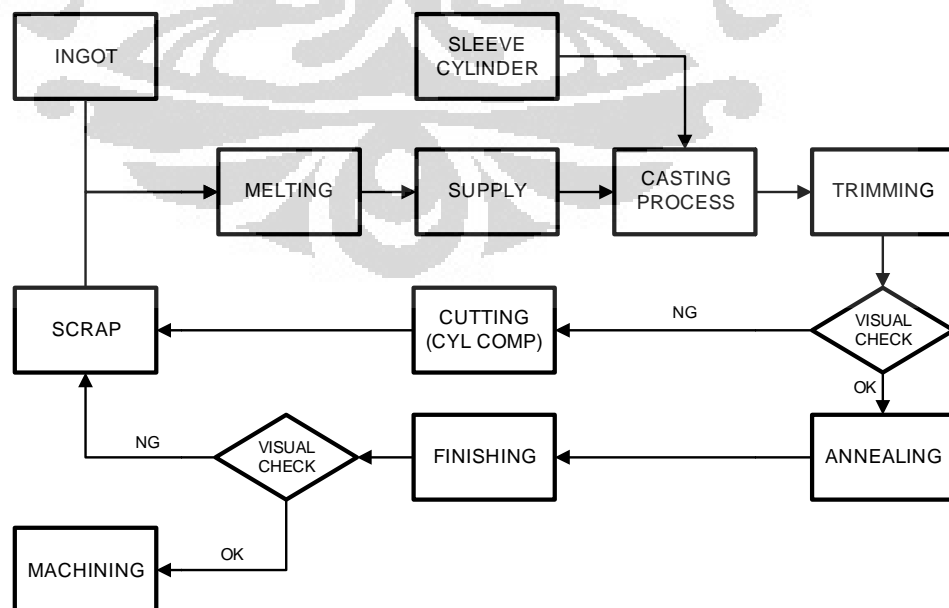 INGOT
SLEEVE
CYLINDER
MELTING
SUPPLY
CASTING
PROCESS
TRIMMING
SCRAP
CUTTING
(CYL COMP)
NG
VISUAL
CHECK
OK
NG
VISUAL
CHECK
FINISHING
ANNEALING
MACHINING
OK